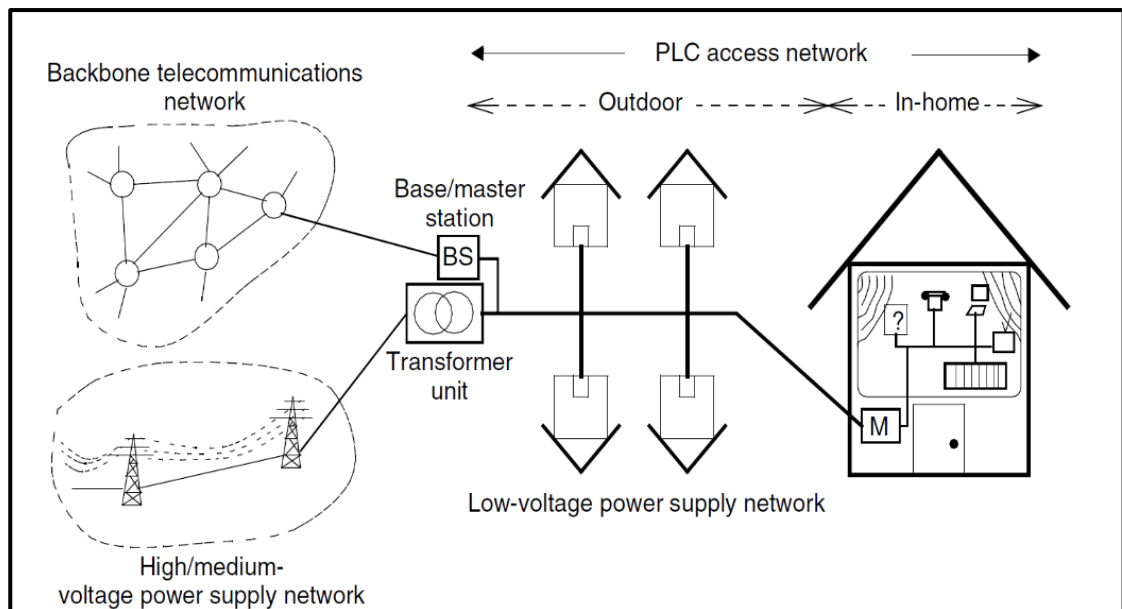 PLC access network
Outdoor
In-home
Backbone telecommunications
network
Base/master
station
BS
Transformer
unit
?
M
Low-voltage power supply network
High/medium-
voltage power supply network